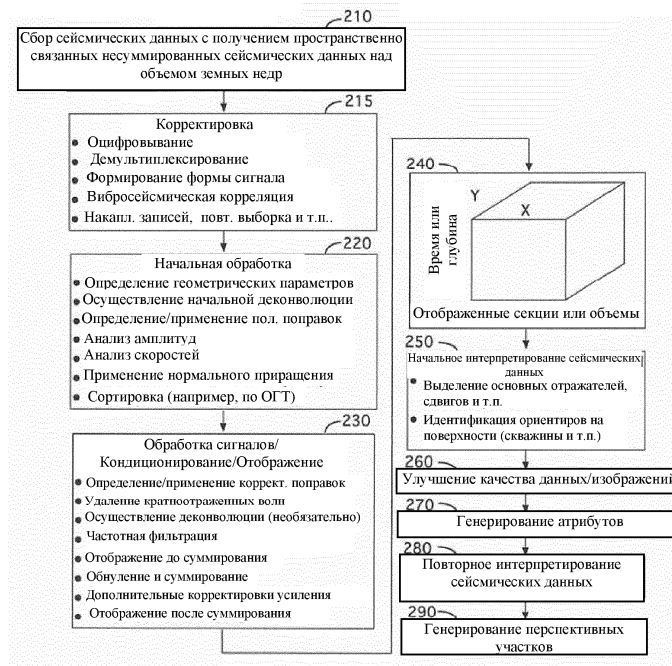 210
Сбор сейсмических данных с получением пространственно
связанных несуммированных сейсмических данных над
объемом земных недр
215
Корректировка
Оцифровывание
Демультиплексирование
Формирование формы сигнала
Вибросейсмическая корреляция
Накапл. записей, повт. выборка и т.п..
220
Начальная обработка
Определение геометрических параметров
Осуществление начальной деконволюции
Определение/применение пол. поправок
Анализ амплитуд
Анализ скоростей
Применение нормального приращения
Сортировка (например, по ОГТ)
230
Обработка сигналов/
Кондиционирование/Отображение
Определение/применение коррект. поправок
Удаление кратноотраженных волн
Осуществление деконволюции (необязательно)
Частотная фильтрация
Отображение до суммирования
Обнуление и суммирование
Дополнительные корректировки усиления
Отображение после суммирования
240
Время или
глубина
Y
X
Отображенные секции или объемы
250
Начальное интерпретирование сейсмических
данных
Выделение основных отражателей,
сдвигов и т.п.
Идентификация ориентиров на
поверхности (скважины и т.п.)
260
Улучшение качества данных/изображений
270
Генерирование атрибутов
280
Повторное интерпретирование
сейсмических данных
290
Генерирование перспективных
участков